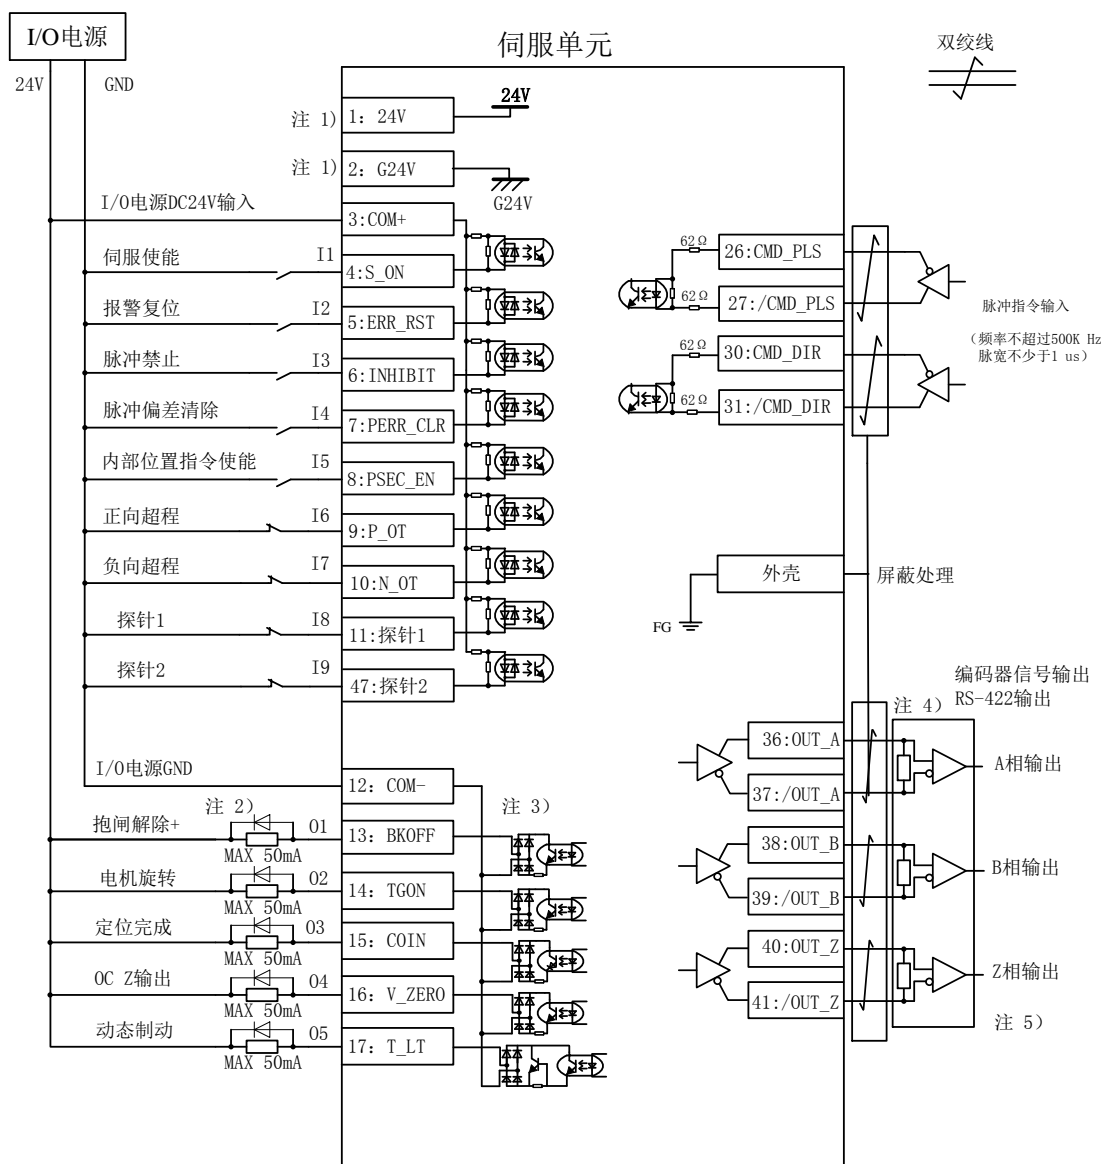 I/O电源
24V
GND
伺服单元
双绞线
注 1)
1: 24V
24V
注 1)
2: G24V
G24V
I/O电源DC24V输入
3:COM+
伺服使能
I1
4:S_ON
报警复位
I2
5:ERR_RST
脉冲禁止
I3
6:INHIBIT
脉冲偏差清除
I4
7:PERR_CLR
内部位置指令使能
I5
8:PSEC_EN
正向超程
I6
9:P_OT
负向超程
I7
10:N_OT
探针1
I8
11:探针1
探针2
I9
47:探针2
62Ω
26:CMD_PLS
62Ω
27:/CMD_PLS
62Ω
30:CMD_DIR
62Ω
31:/CMD_DIR
脉冲指令输入
(频率不超过500K Hz
脉宽不少于1 us)
外壳
屏蔽处理
FG
I/O电源GND
12: COM-
注 2)
注 3)
抱闸解除+
O1
MAX 50mA
13: BKOFF
电机旋转
O2
MAX 50mA
14: TGON
定位完成
O3
MAX 50mA
15: COIN
OC Z输出
O4
MAX 50mA
16: V_ZERO
动态制动
O5
MAX 50mA
17: T_LT
编码器信号输出
RS-422输出
注 4)
36:OUT_A
37:/OUT_A
A相输出
38:OUT_B
39:/OUT_B
B相输出
40:OUT_Z
41:/OUT_Z
Z相输出
注 5)